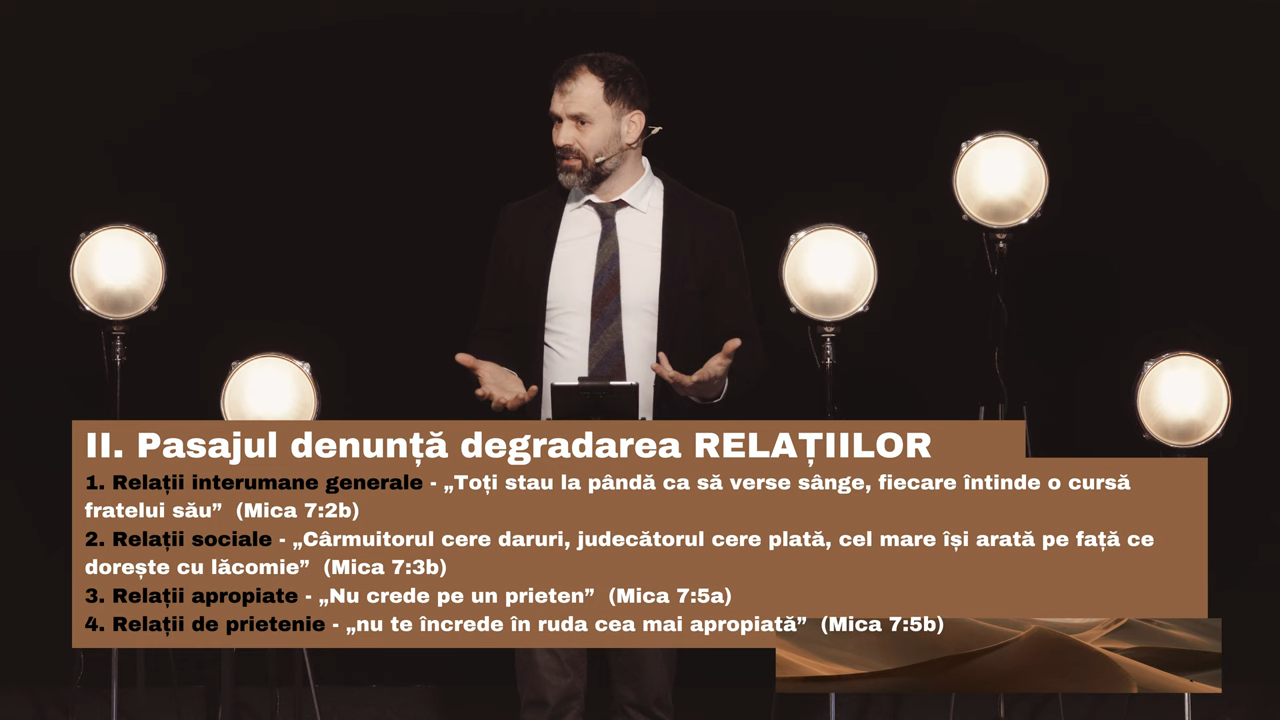 II. Pasajul denunță degradarea RELAȚIILOR
1. Relații interumane generale - „Toți stau la pândă ca să verse sânge, fiecare întinde o cursă
fratelui său” (Mica 7:2b)
2. Relații sociale - „Cârmuitorul cere daruri, judecătorul cere plată, cel mare își arată pe față ce
dorește cu lăcomie” (Mica 7:3b)
3. Relații apropiate - „Nu crede pe un prieten” (Mica 7:5a)
4. Relații de prietenie - „nu te încrede în ruda cea mai apropiată” (Mica 7:5b)